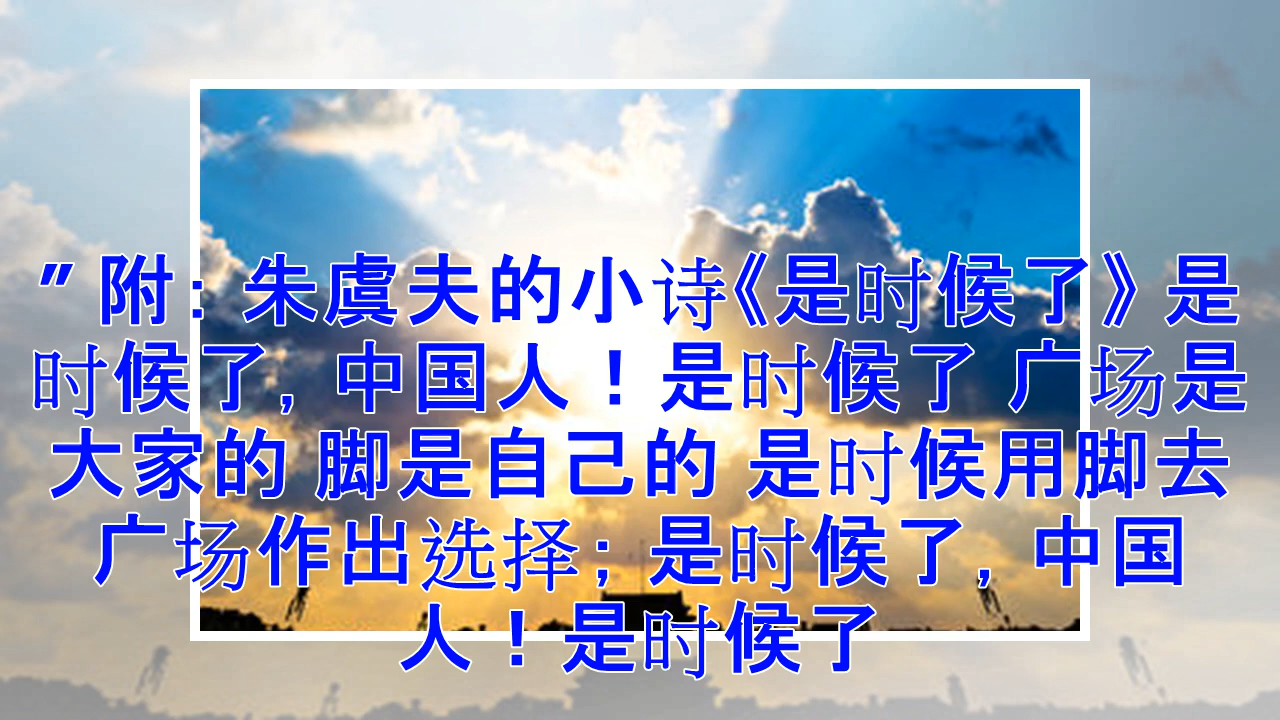 " 附: 朱虞夫的小诗《是时候了》是
时候了, 中国人！是时候了 广场是
大家的 脚是自己的 是时候用脚去
广场作出选择; 是时候了, 中国
人！是时候了